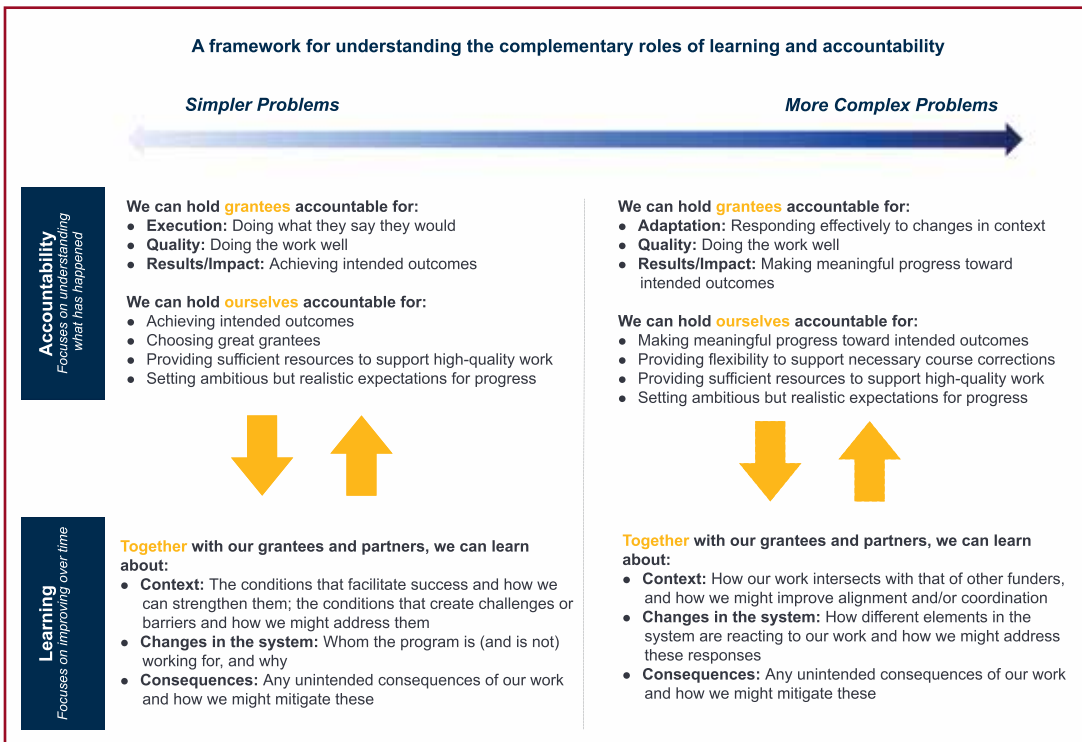 A framework for understanding the complementary roles of learning and accountability
Simpler Problems
More Complex Problems
Accountability
Focuses on understanding
what has happened
We can hold grantees accountable for:
● Execution: Doing what they say they would
● Quality: Doing the work well
● Results/Impact: Achieving intended outcomes
We can hold ourselves accountable for:
● Achieving intended outcomes
● Choosing great grantees
● Providing sufficient resources to support high-quality work
● Setting ambitious but realistic expectations for progress
We can hold grantees accountable for:
● Adaptation: Responding effectively to changes in context
● Quality: Doing the work well
● Results/Impact: Making meaningful progress toward
intended outcomes
We can hold ourselves accountable for:
● Making meaningful progress toward intended outcomes
● Providing flexibility to support necessary course corrections
● Providing sufficient resources to support high-quality work
● Setting ambitious but realistic expectations for progress
Learning
Focuses on improving over time
Together with our grantees and partners, we can learn
about:
● Context: The conditions that facilitate success and how we
can strengthen them; the conditions that create challenges or
barriers and how we might address them
● Changes in the system: Whom the program is (and is not)
working for, and why
● Consequences: Any unintended consequences of our work
and how we might mitigate these
Together with our grantees and partners, we can learn
about:
● Context: How our work intersects with that of other funders,
and how we might improve alignment and/or coordination
● Changes in the system: How different elements in the
system are reacting to our work and how we might address
these responses
● Consequences: Any unintended consequences of our work
and how we might mitigate these